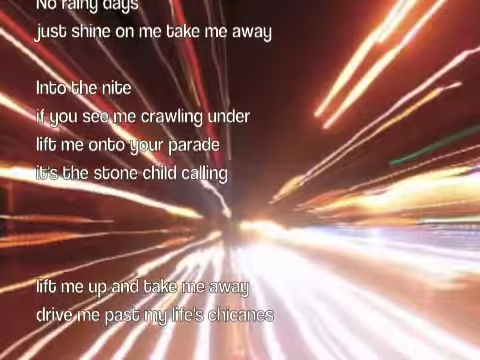 No rainy days
just shine on me take me away
Into the nite
if you see me crawling under
lift me onto your parade
it's the stone child calling
lift me up and take me away
drive me past my life's chicanes